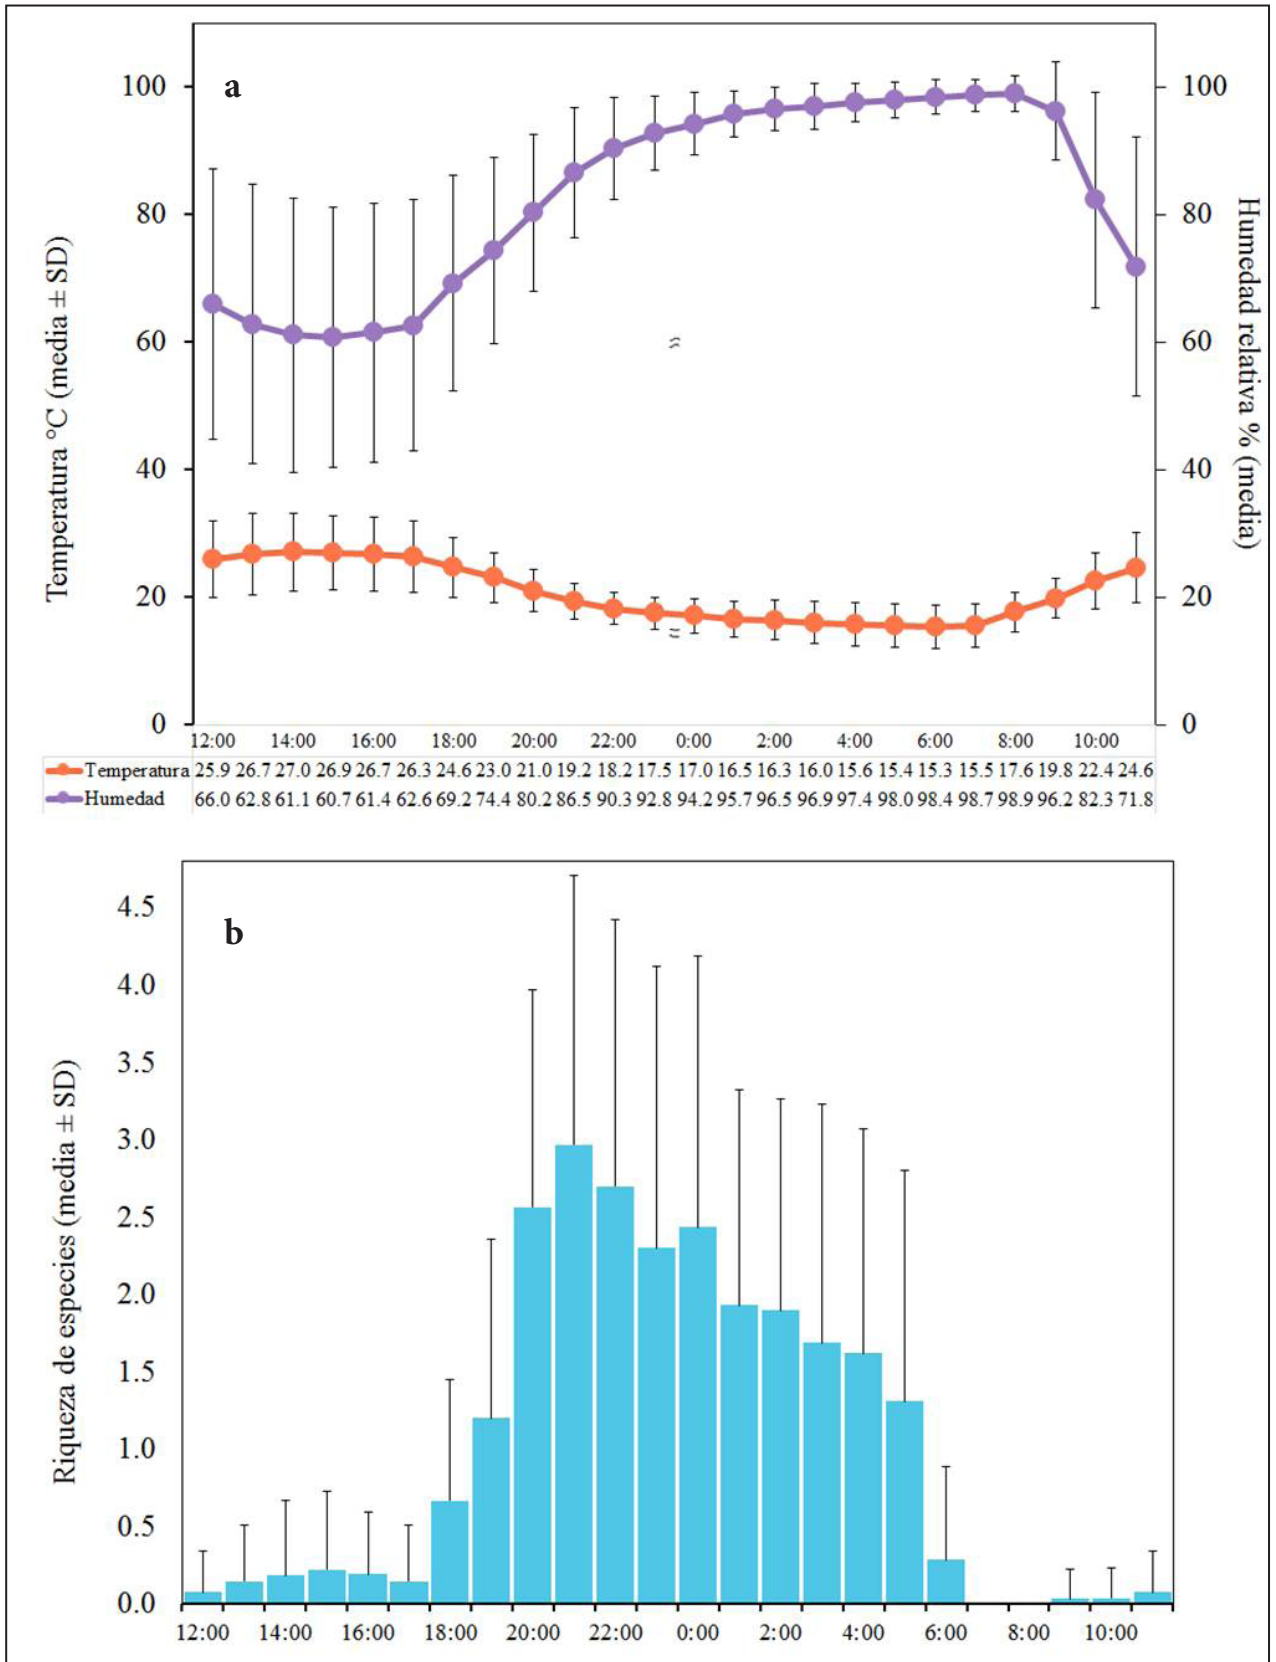 a
100
80
60
40
20
0
100
80
60
40
20
0
Temperatura °C (media ± SD)
Humedad relativa % (media)
12:00 14:00 16:00 18:00 20:00 22:00 0:00 2:00 4:00 6:00 8:00 10:00
Temperatura 25.9 26.7 27.0 26.9 26.7 26.3 24.6 23.0 21.0 19.2 18.2 17.5 17.0 16.5 16.3 16.0 15.6 15.4 15.3 15.5 17.6 19.8 22.4 24.6
Humedad 66.0 62.8 61.1 60.7 61.4 62.6 69.2 74.4 80.2 86.5 90.3 92.8 94.2 95.7 96.5 96.9 97.4 98.0 98.4 98.7 98.9 96.2 82.3 71.8
b
4.5
4.0
3.5
3.0
2.5
2.0
1.5
1.0
0.5
0.0
Riqueza de especies (media ± SD)
12:00 14:00 16:00 18:00 20:00 22:00 0:00 2:00 4:00 6:00 8:00 10:00